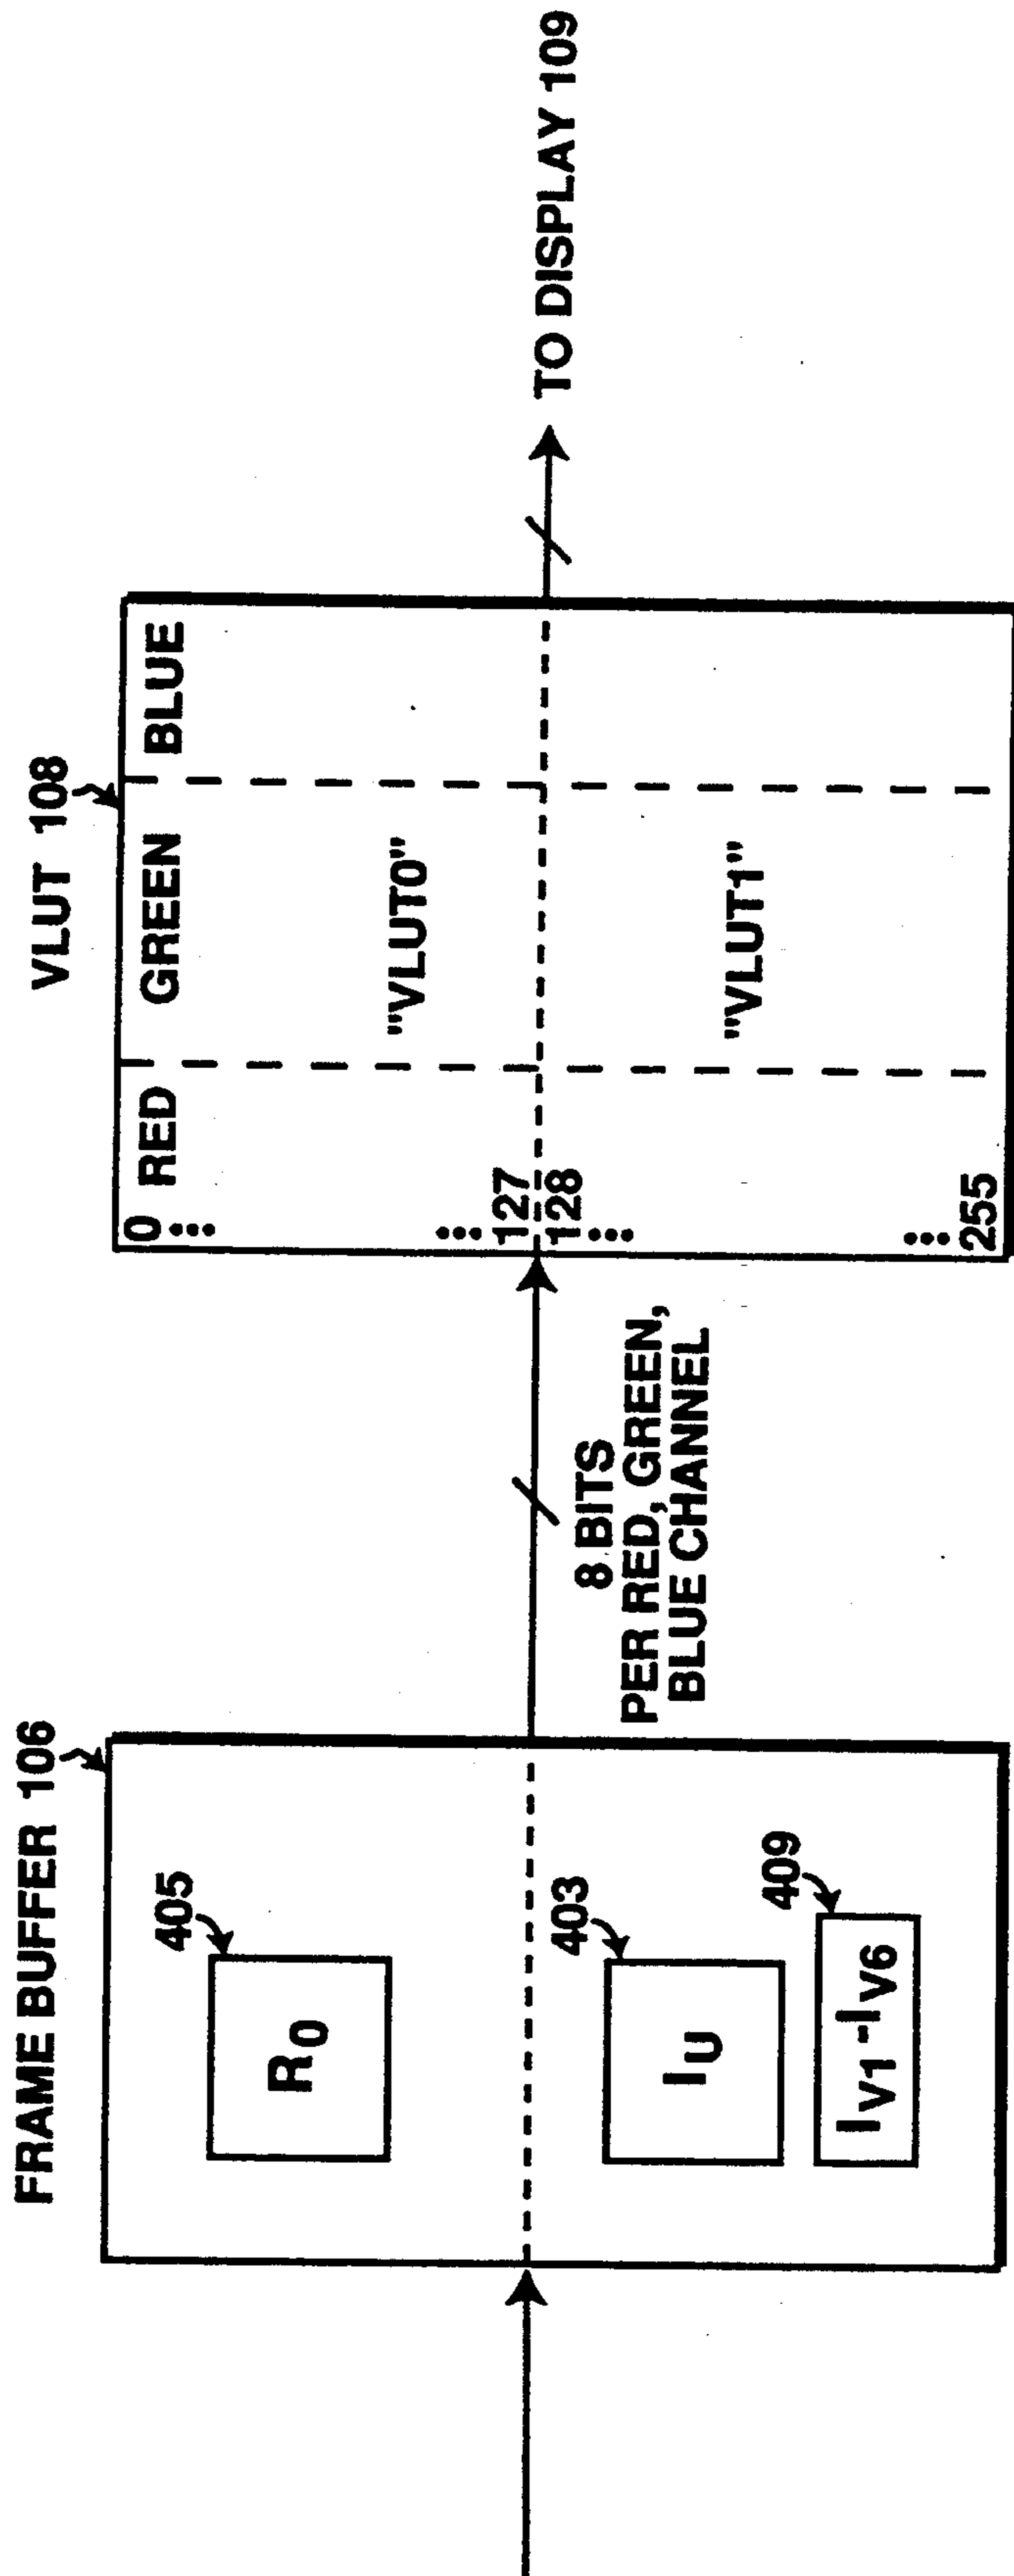 FRAME BUFFER 106
405
R0
403
IU
409
IV1 - IV6
8 BITS
PER RED, GREEN,
BLUE CHANNEL
VLUT 108
0 RED GREEN BLUE
"VLUT0"
127
128
"VLUT1"
255
TO DISPLAY 109